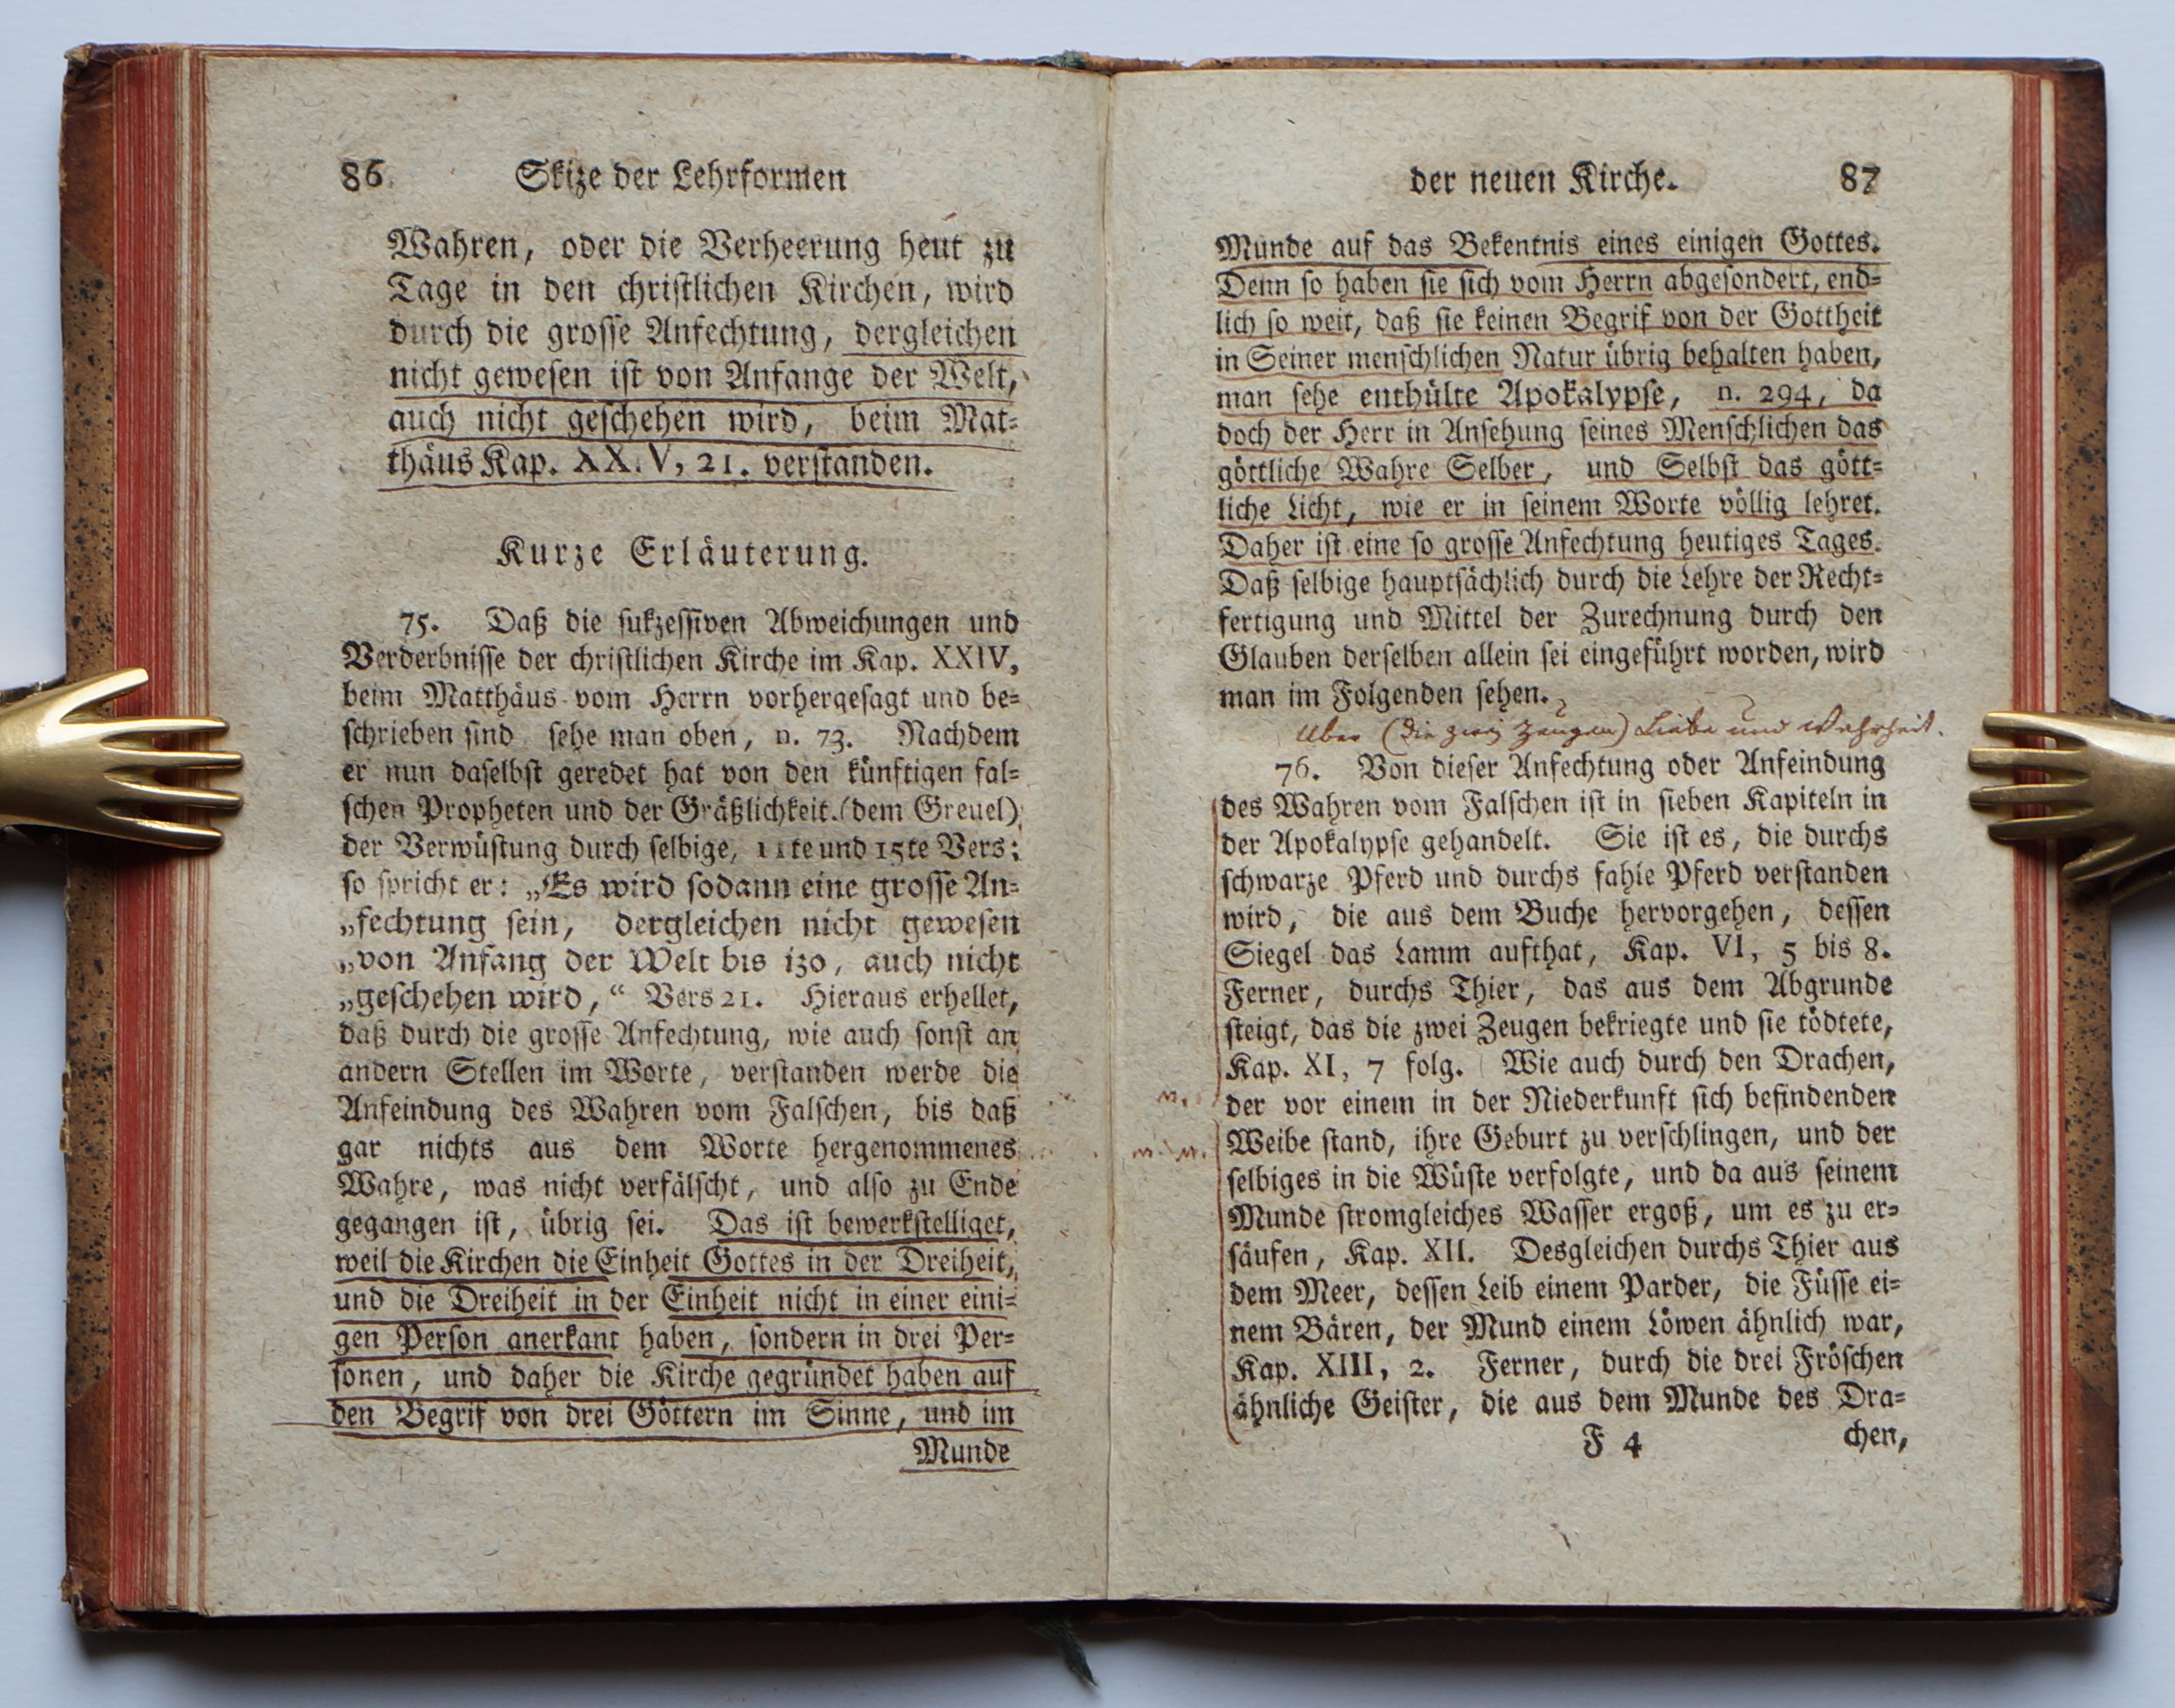 86 Skize der Lehrformen
Wahren, oder die Verheerung heut zu
Tage in den christlichen Kirchen, wird
durch die grosse Anfechtung, dergleichen
nicht gewesen ist von Anfange der Welt,
auch nicht geschehen wird, beim Mat-
thäus Kap. XXIV, 21. verstanden.
Kurze Erläuterung.
75. Daß die sukzessiven Abweichungen und
Verderbnisse der christlichen Kirche im Kap. XXIV,
beim Matthäus vom Herrn vorhergesagt und be-
schrieben sind sehe man oben, n. 73. Nachdem
er nun daselbst geredet hat von den künftigen fal-
schen Propheten und der Gräßlichkeit (dem Greuel)
der Verwüstung durch selbige, 11te und 15te Vers;
so spricht er: „Es wird sodann eine grosse An-
„fechtung sein, dergleichen nicht gewesen
„von Anfang der Welt bis izo, auch nicht
„geschehen wird,“ Vers 21. Hieraus erhellet,
daß durch die grosse Anfechtung, wie auch sonst an
andern Stellen im Worte, verstanden werde die
Anfeindung des Wahren vom Falschen, bis daß
gar nichts aus dem Worte hergenommenes
Wahre, was nicht verfälscht, und also zu Ende
gegangen ist, übrig sei. Das ist bewerkstelliget,
weil die Kirchen die Einheit Gottes in der Dreiheit,
und die Dreiheit in der Einheit nicht in einer eini-
gen Person anerkant haben, sondern in drei Per-
sonen, und daher die Kirche gegründet haben auf
den Begrif von drei Göttern im Sinne, und im
Munde
der neuen Kirche. 87
Munde auf das Bekentnis eines einigen Gottes.
Denn so haben sie sich vom Herrn abgesondert, end-
lich so weit, daß sie keinen Begrif von der Gottheit
in Seiner menschlichen Natur übrig behalten haben,
man sehe enthülte Apokalypse, n. 294, da
doch der Herr in Ansehung seines Menschlichen das
göttliche Wahre Selber, und Selbst das gött-
liche Licht, wie er in seinem Worte völlig lehret.
Daher ist eine so grosse Anfechtung heutiges Tages.
Daß selbige hauptsächlich durch die Lehre der Recht-
fertigung und Mittel der Zurechnung durch den
Glauben derselben allein sei eingeführt worden, wird
man im Folgenden sehen.
Über (die zwei Zeugen) Liebe und Wahrheit.
76. Von dieser Anfechtung oder Anfeindung
des Wahren vom Falschen ist in sieben Kapiteln in
der Apokalypse gehandelt. Sie ist es, die durchs
schwarze Pferd und durchs fahle Pferd verstanden
wird, die aus dem Buche hervorgehen, dessen
Siegel das Lamm aufthat, Kap. VI, 5 bis 8.
Ferner, durchs Thier, das aus dem Abgrunde
steigt, das die zwei Zeugen bekriegte und sie tödtete,
Kap. XI, 7 folg. Wie auch durch den Drachen,
der vor einem in der Niederkunft sich befindenden
Weibe stand, ihre Geburt zu verschlingen, und der
selbiges in die Wüste verfolgte, und da aus seinem
Munde stromgleiches Wasser ergoß, um es zu er-
säufen, Kap. XII. Desgleichen durchs Thier aus
dem Meer, dessen Leib einem Parder, die Füsse ei-
nem Bären, der Mund einem Löwen ähnlich war,
Kap. XIII, 2. Ferner, durch die drei Fröschen
ähnliche Geister, die aus dem Munde des Dra-
F 4 chen,